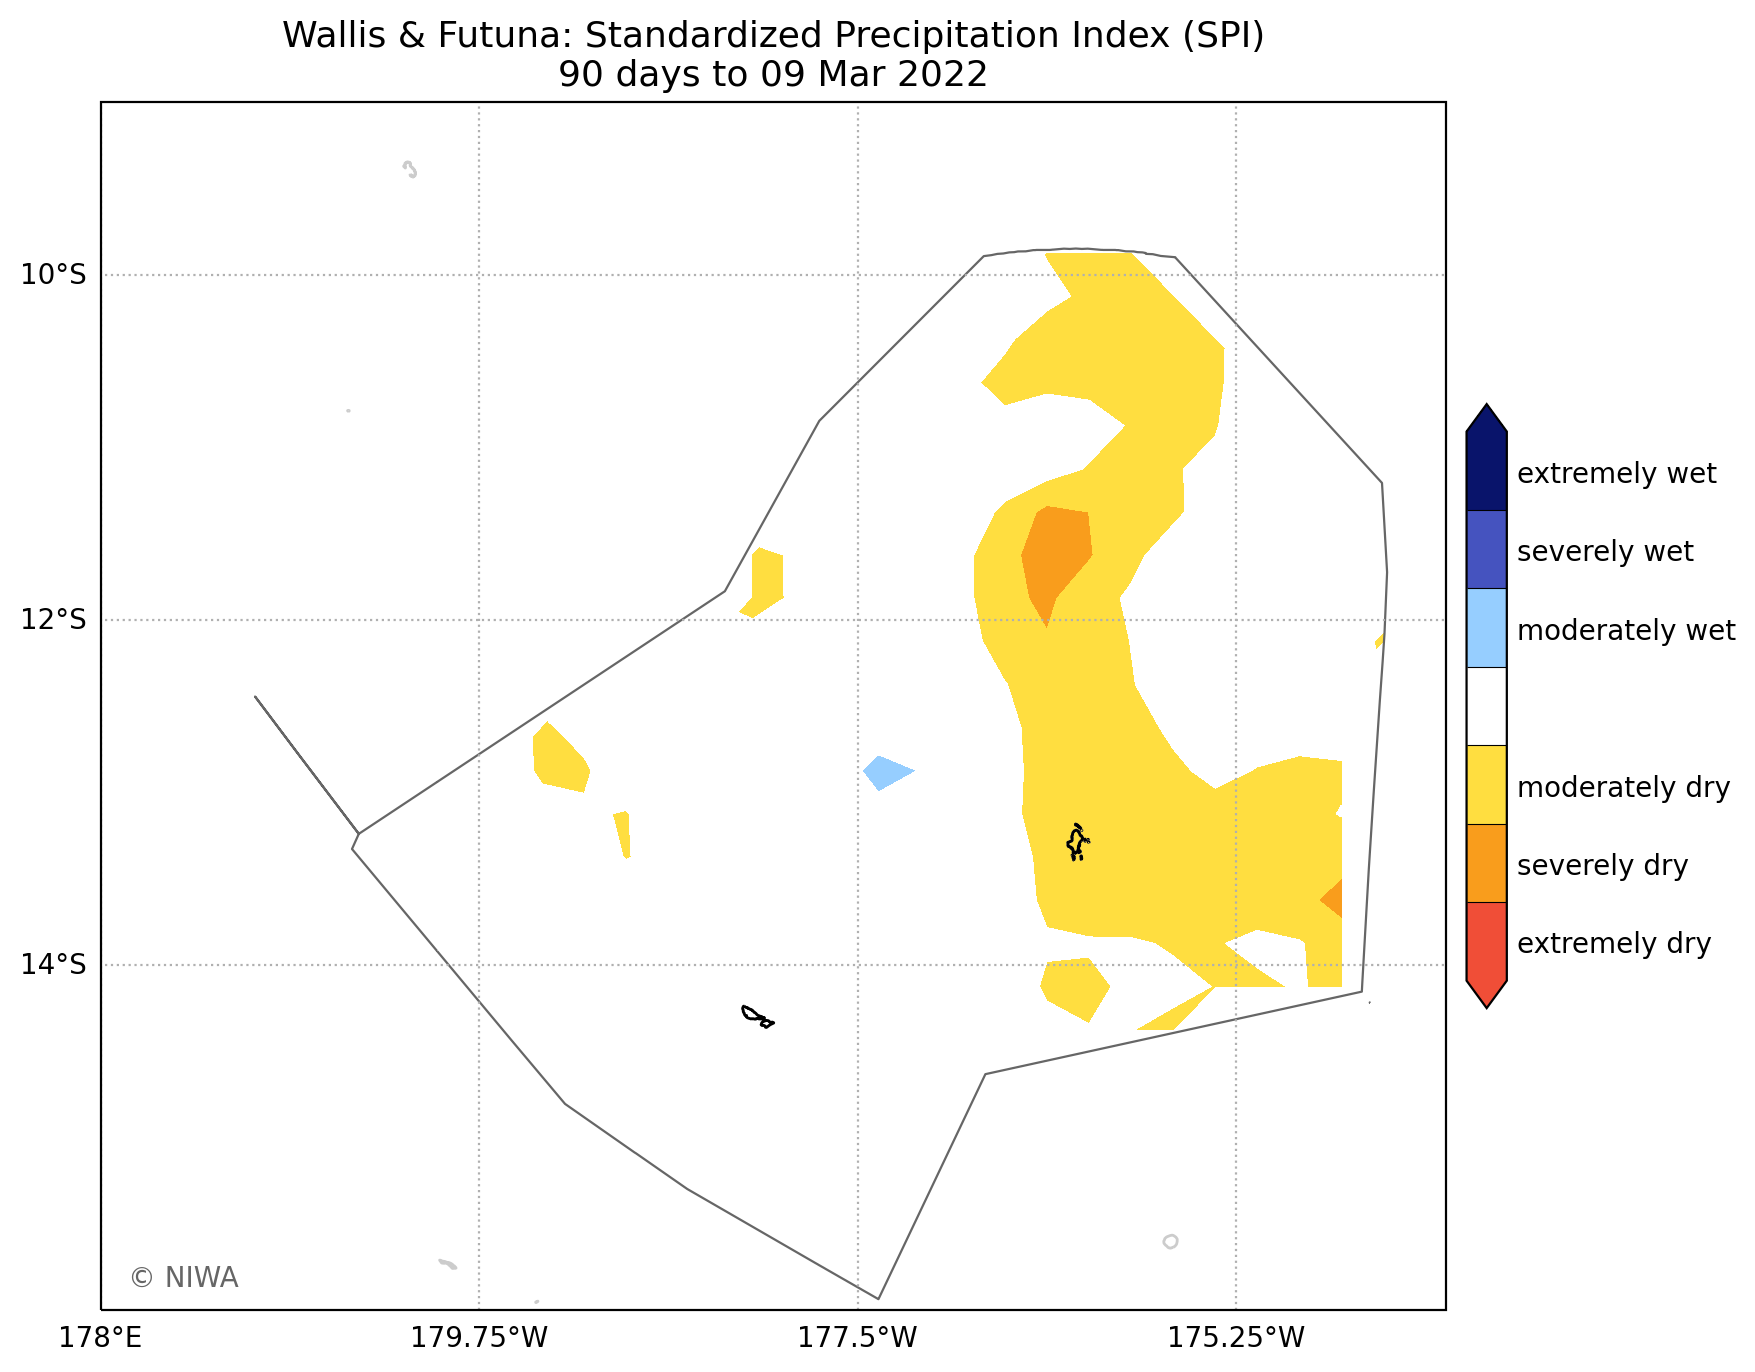 Wallis & Futuna: Standardized Precipitation Index (SPI)
90 days to 09 Mar 2022
10°S
12°S
14°S
178°E
179.75°W
177.5°W
175.25°W
extremely wet
severely wet
moderately wet
moderately dry
severely dry
extremely dry
© NIWA